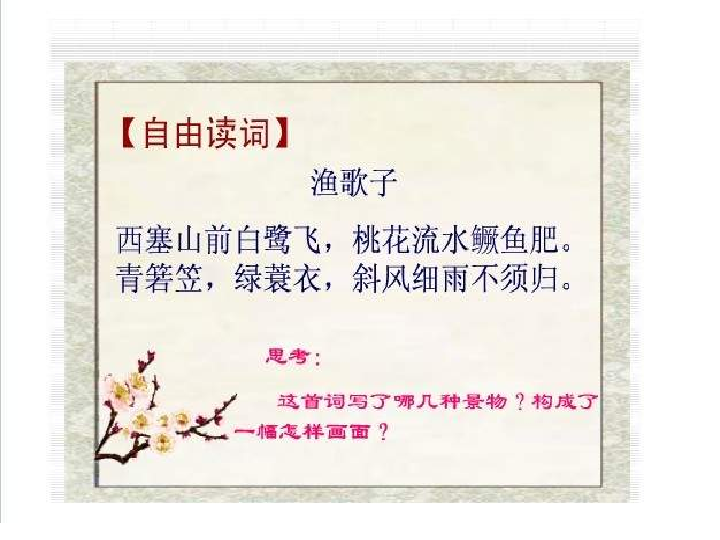 【自由读词】
渔歌子
西塞山前白鹭飞，桃花流水鳜鱼肥。
青箬笠，绿蓑衣，斜风细雨不须归。
思考：
这首词写了哪几种景物？构成了
一幅怎样画面？